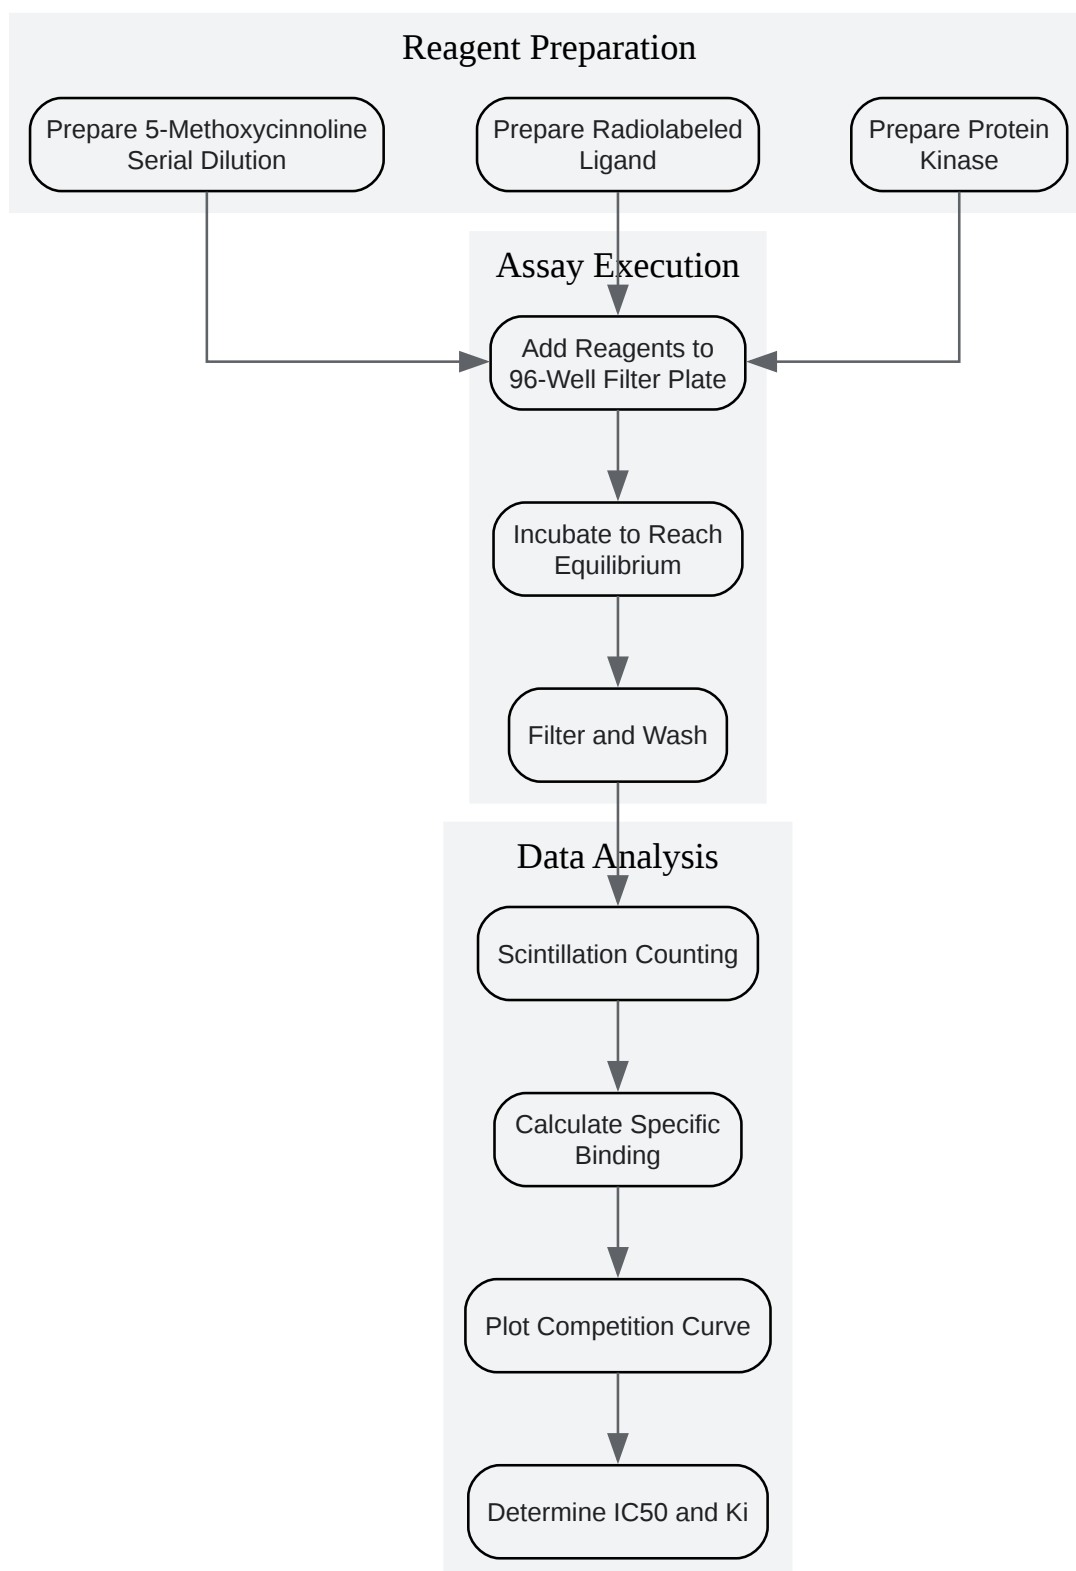 Reagent Preparation
Prepare 5-Methoxycinnoline
Serial Dilution
Prepare Radiolabeled
Ligand
Prepare Protein
Kinase
Assay Execution
Add Reagents to
96-Well Filter Plate
Incubate to Reach
Equilibrium
Filter and Wash
Data Analysis
Scintillation Counting
Calculate Specific
Binding
Plot Competition Curve
Determine IC50 and Ki